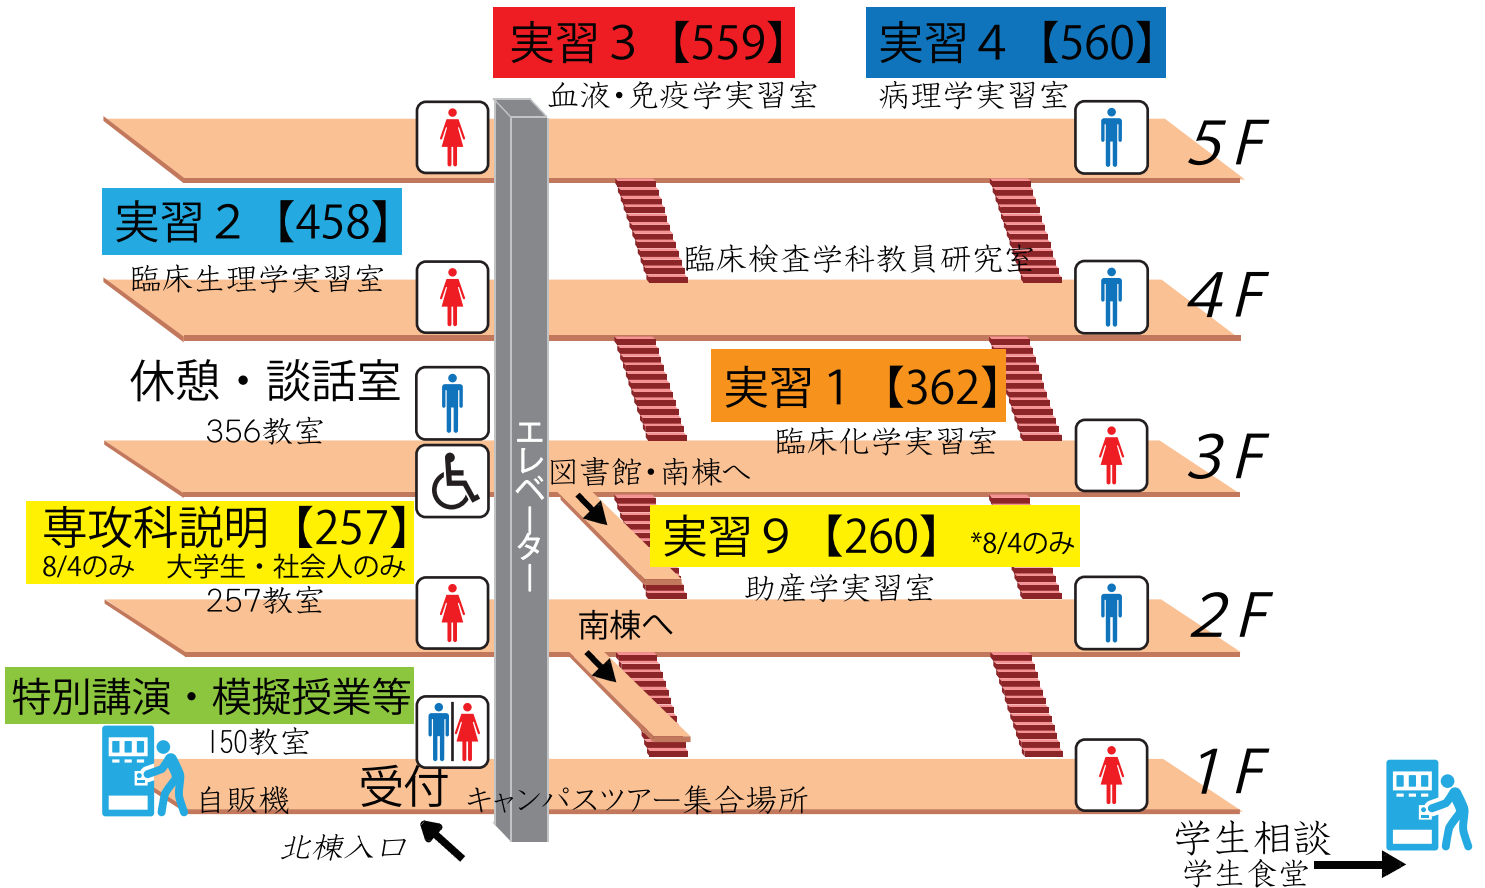 実習３【559】
血液・免疫学実習室
実習４【560】
病理学実習室
5F
実習２【458】
臨床生理学実習室
臨床検査学科教員研究室
4F
休憩・談話室
356教室
実習１【362】
臨床化学実習室
3F
エレベーター
図書館・南棟へ
専攻科説明【257】
8/4のみ　大学生・社会人のみ
257教室
実習９【260】 *8/4のみ
助産学実習室
2F
南棟へ
特別講演・模擬授業等
150教室
1F
自販機
受付
キャンパスツアー集合場所
北棟入口
学生相談
学生食堂